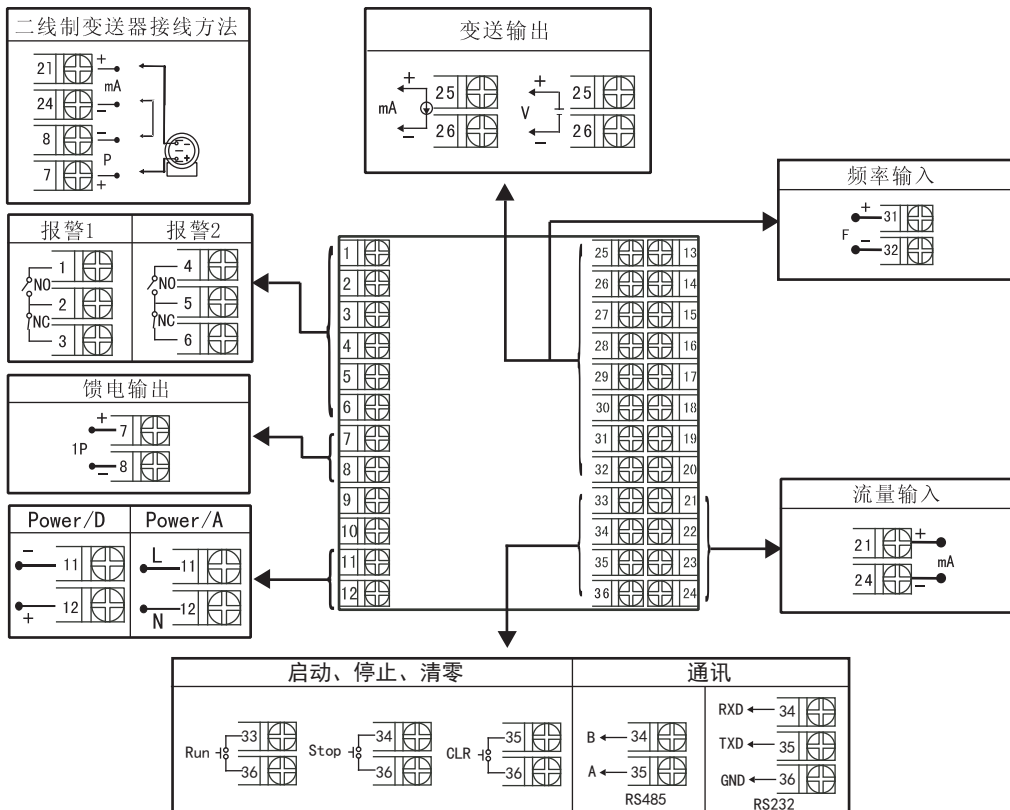 二线制变送器接线方法
21 +
mA
24 −
8 −
P
7 +
变送输出
+ 25
mA
− 26
+ 25
V
− 26
频率输入
+ 31
F
− 32
报警1
1
NO
2
NC
3
报警2
4
NO
5
NC
6
馈电输出
+ 7
1P
− 8
Power/D
− 11
+ 12
Power/A
L 11
N 12
1
2
3
4
5
6
7
8
9
10
11
12
25 13
26 14
27 15
28 16
29 17
30 18
31 19
32 20
33 21
34 22
35 23
36 24
流量输入
21 +
mA
24 −
启动、停止、清零
Run 33
36
Stop 34
36
CLR 35
36
通讯
B 34
A 35
RS485
RXD 34
TXD 35
GND 36
RS232